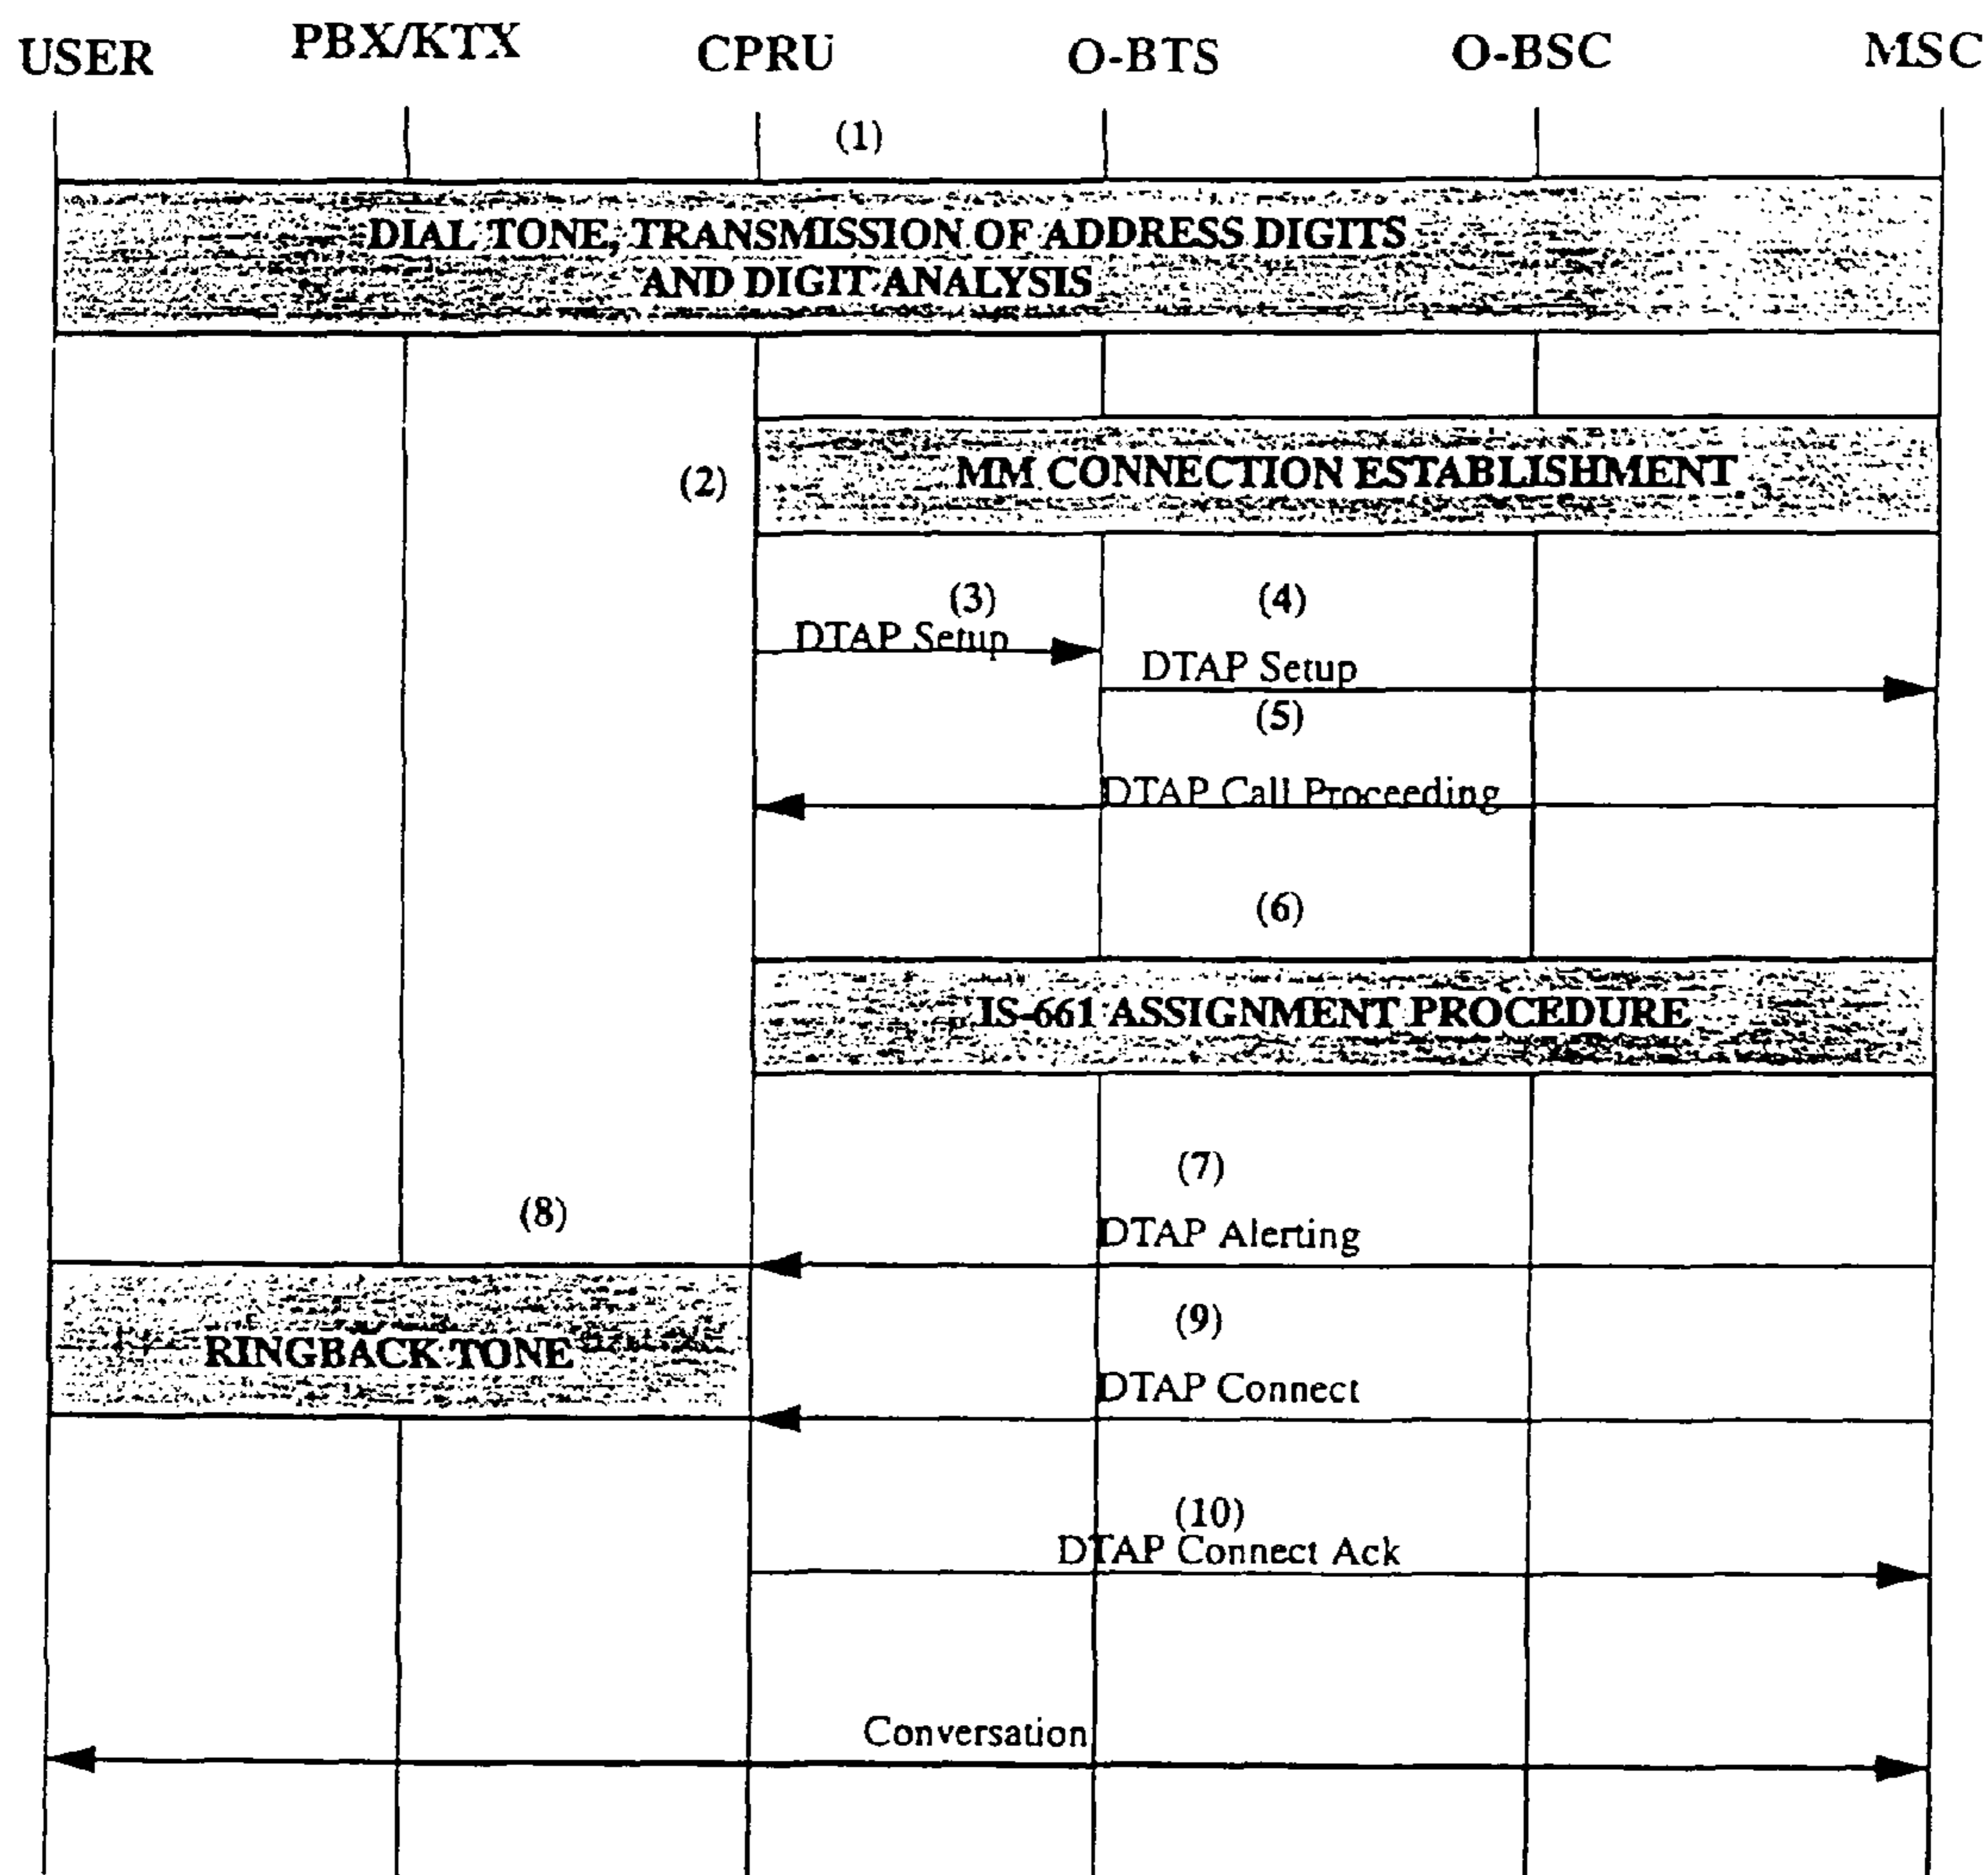 USER PBX/KTX CPRU O-BTS O-BSC MSC
(1)
DIAL TONE, TRANSMISSION OF ADDRESS DIGITS
AND DIGIT ANALYSIS
(2)
MM CONNECTION ESTABLISHMENT
(3)
DTAP Setup
(4)
DTAP Setup
(5)
DTAP Call Proceeding
(6)
IS-661 ASSIGNMENT PROCEDURE
(7)
DTAP Alerting
(8)
RINGBACK TONE
(9)
DTAP Connect
(10)
DTAP Connect Ack
Conversation